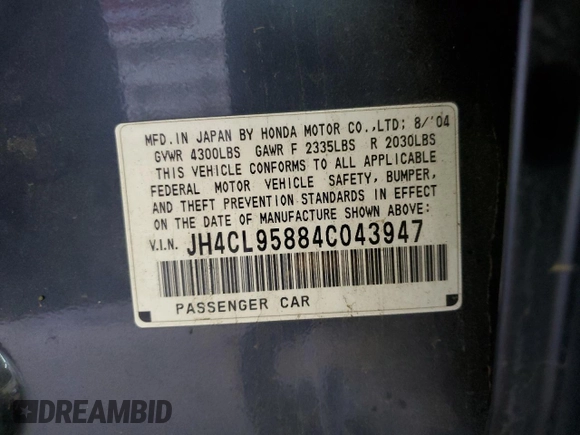 MFD.IN JAPAN BY HONDA MOTOR CO.,LTD; 8/'04
GVWR 4300LBS GAWR F 2335LBS R 2030LBS
THIS VEHICLE CONFORMS TO ALL APPLICABLE
FEDERAL MOTOR VEHICLE SAFETY, BUMPER,
AND THEFT PREVENTION STANDARDS IN EFFECT
ON THE DATE OF MANUFACTURE SHOWN ABOVE:
V.I.N. JH4CL95884C043947
PASSENGER CAR
DREAMBID